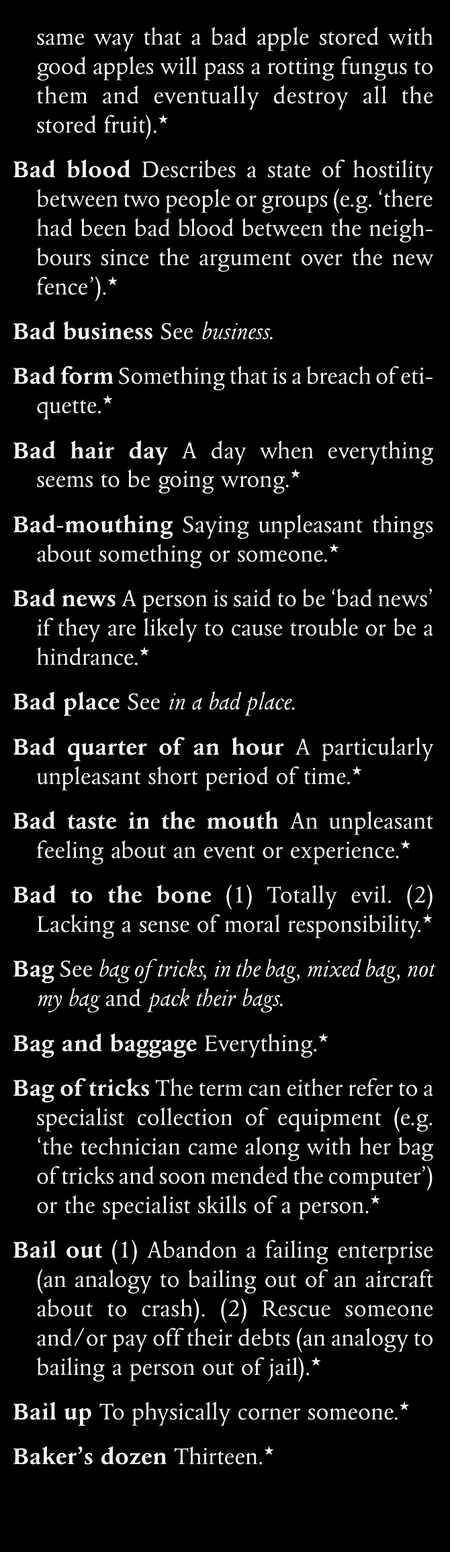 same way that a bad apple stored with
good apples will pass a rotting fungus to
them and eventually destroy all the
stored fruit).★
Bad blood Describes a state of hostility
between two people or groups (e.g. ‘there
had been bad blood between the neigh-
bours since the argument over the new
fence’).★
Bad business See business.
Bad form Something that is a breach of eti-
quette.★
Bad hair day A day when everything
seems to be going wrong.★
Bad-mouthing Saying unpleasant things
about something or someone.★
Bad news A person is said to be ‘bad news’
if they are likely to cause trouble or be a
hindrance.★
Bad place See in a bad place.
Bad quarter of an hour A particularly
unpleasant short period of time.★
Bad taste in the mouth An unpleasant
feeling about an event or experience.★
Bad to the bone (1) Totally evil. (2)
Lacking a sense of moral responsibility.★
Bag See bag of tricks, in the bag, mixed bag, not
my bag and pack their bags.
Bag and baggage Everything.★
Bag of tricks The term can either refer to a
specialist collection of equipment (e.g.
‘the technician came along with her bag
of tricks and soon mended the computer’)
or the specialist skills of a person.★
Bail out (1) Abandon a failing enterprise
(an analogy to bailing out of an aircraft
about to crash). (2) Rescue someone
and/or pay off their debts (an analogy to
bailing a person out of jail).★
Bail up To physically corner someone.★
Baker’s dozen Thirteen.★